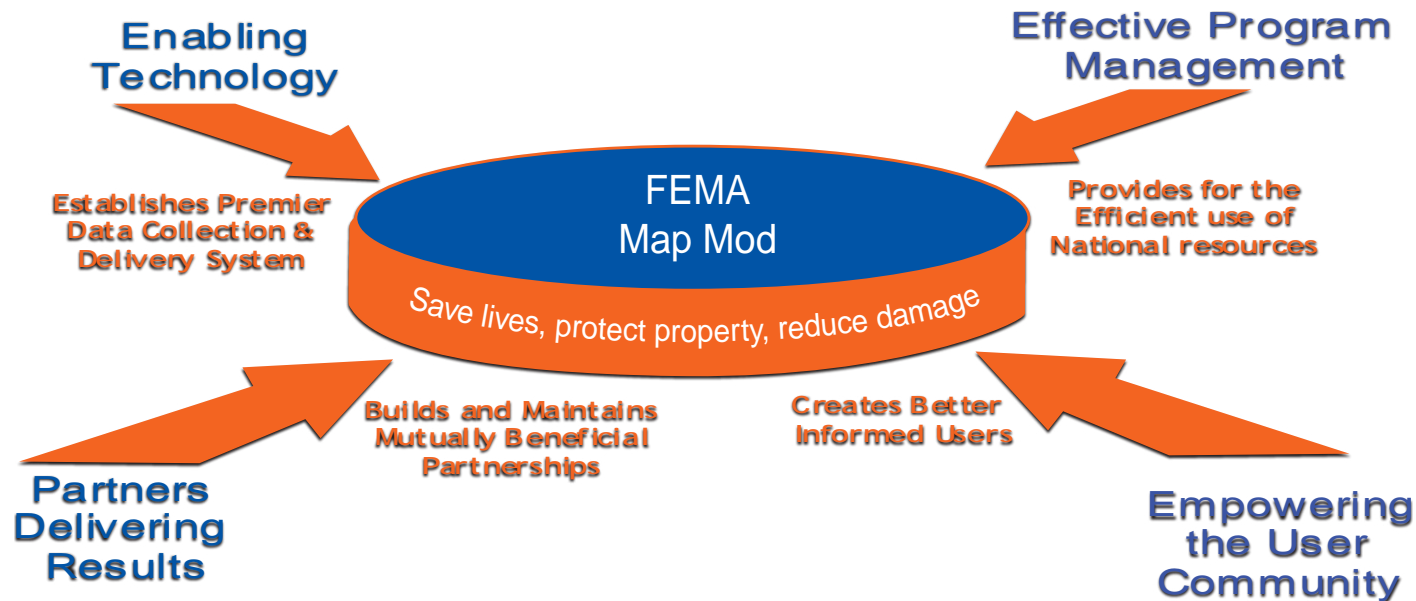 Enabling
Technology
Effective Program
Management
Establishes Premier
Data Collection &
Delivery System
FEMA
Map Mod
Save lives, protect property, reduce damage
Provides for the
Efficient use of
National resources
Builds and Maintains
Mutually Beneficial
Partnerships
Creates Better
Informed Users
Partners
Delivering
Results
Empowering
the User
Community